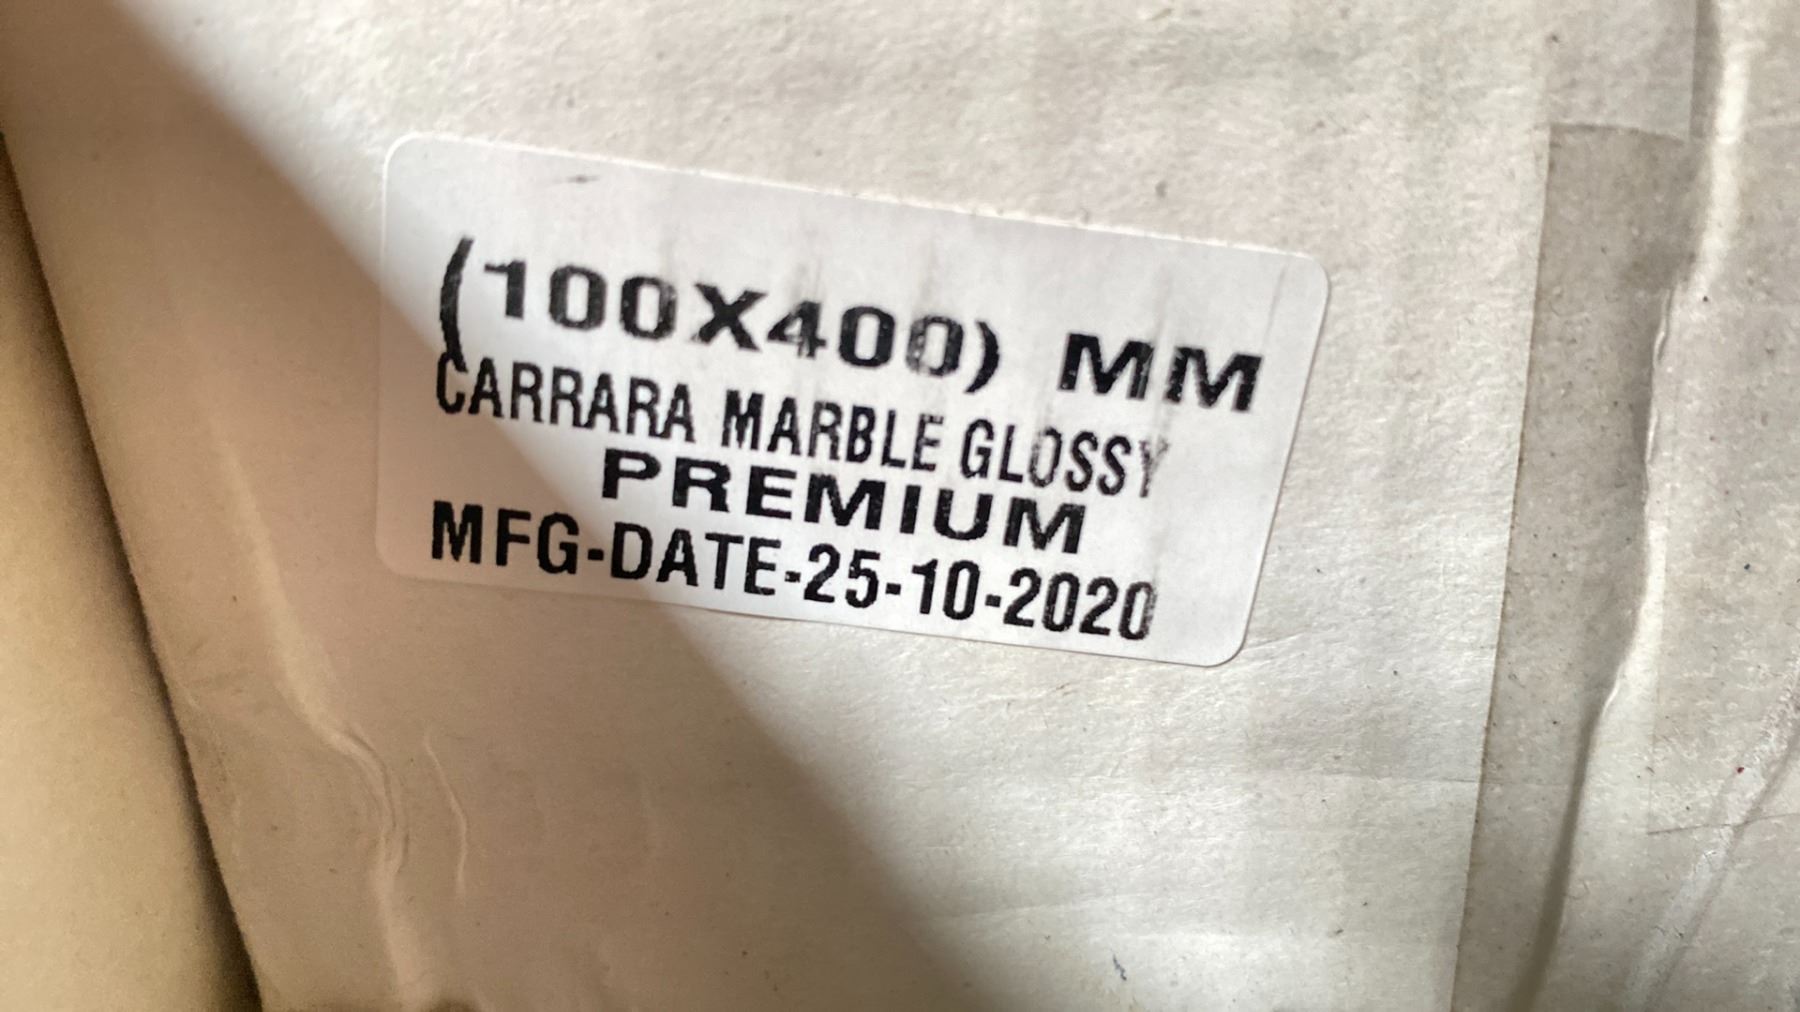 (100X400) MM
CARRARA MARBLE GLOSSY
PREMIUM
MFG-DATE-25-10-2020